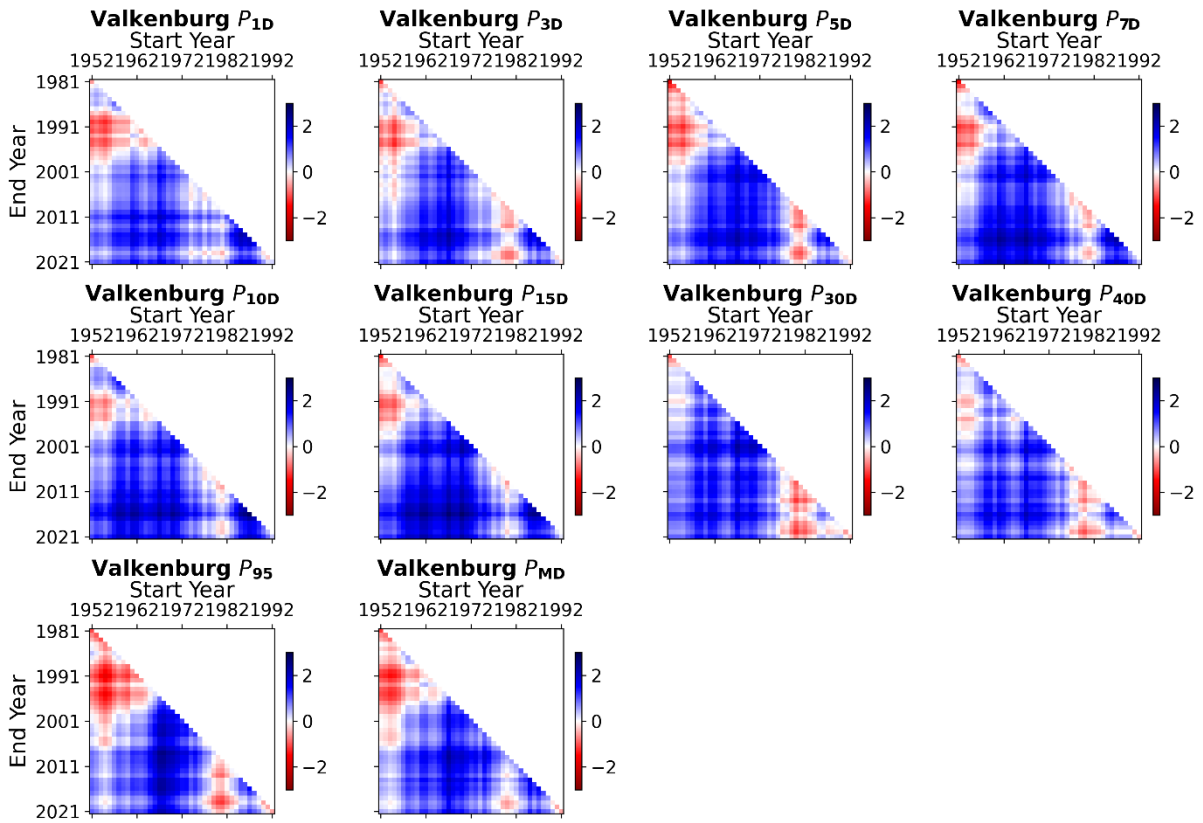 Valkenburg P1D
Start Year
19521962197219821992
Valkenburg P3D
Start Year
19521962197219821992
Valkenburg P5D
Start Year
19521962197219821992
Valkenburg P7D
Start Year
19521962197219821992
End Year
1981
1991
2001
2011
2021
2
0
−2
2
0
−2
2
0
−2
2
0
−2
Valkenburg P10D
Start Year
19521962197219821992
Valkenburg P15D
Start Year
19521962197219821992
Valkenburg P30D
Start Year
19521962197219821992
Valkenburg P40D
Start Year
19521962197219821992
End Year
1981
1991
2001
2011
2021
2
0
−2
2
0
−2
2
0
−2
2
0
−2
Valkenburg P95
Start Year
19521962197219821992
Valkenburg PMD
Start Year
19521962197219821992
End Year
1981
1991
2001
2011
2021
2
0
−2
2
0
−2